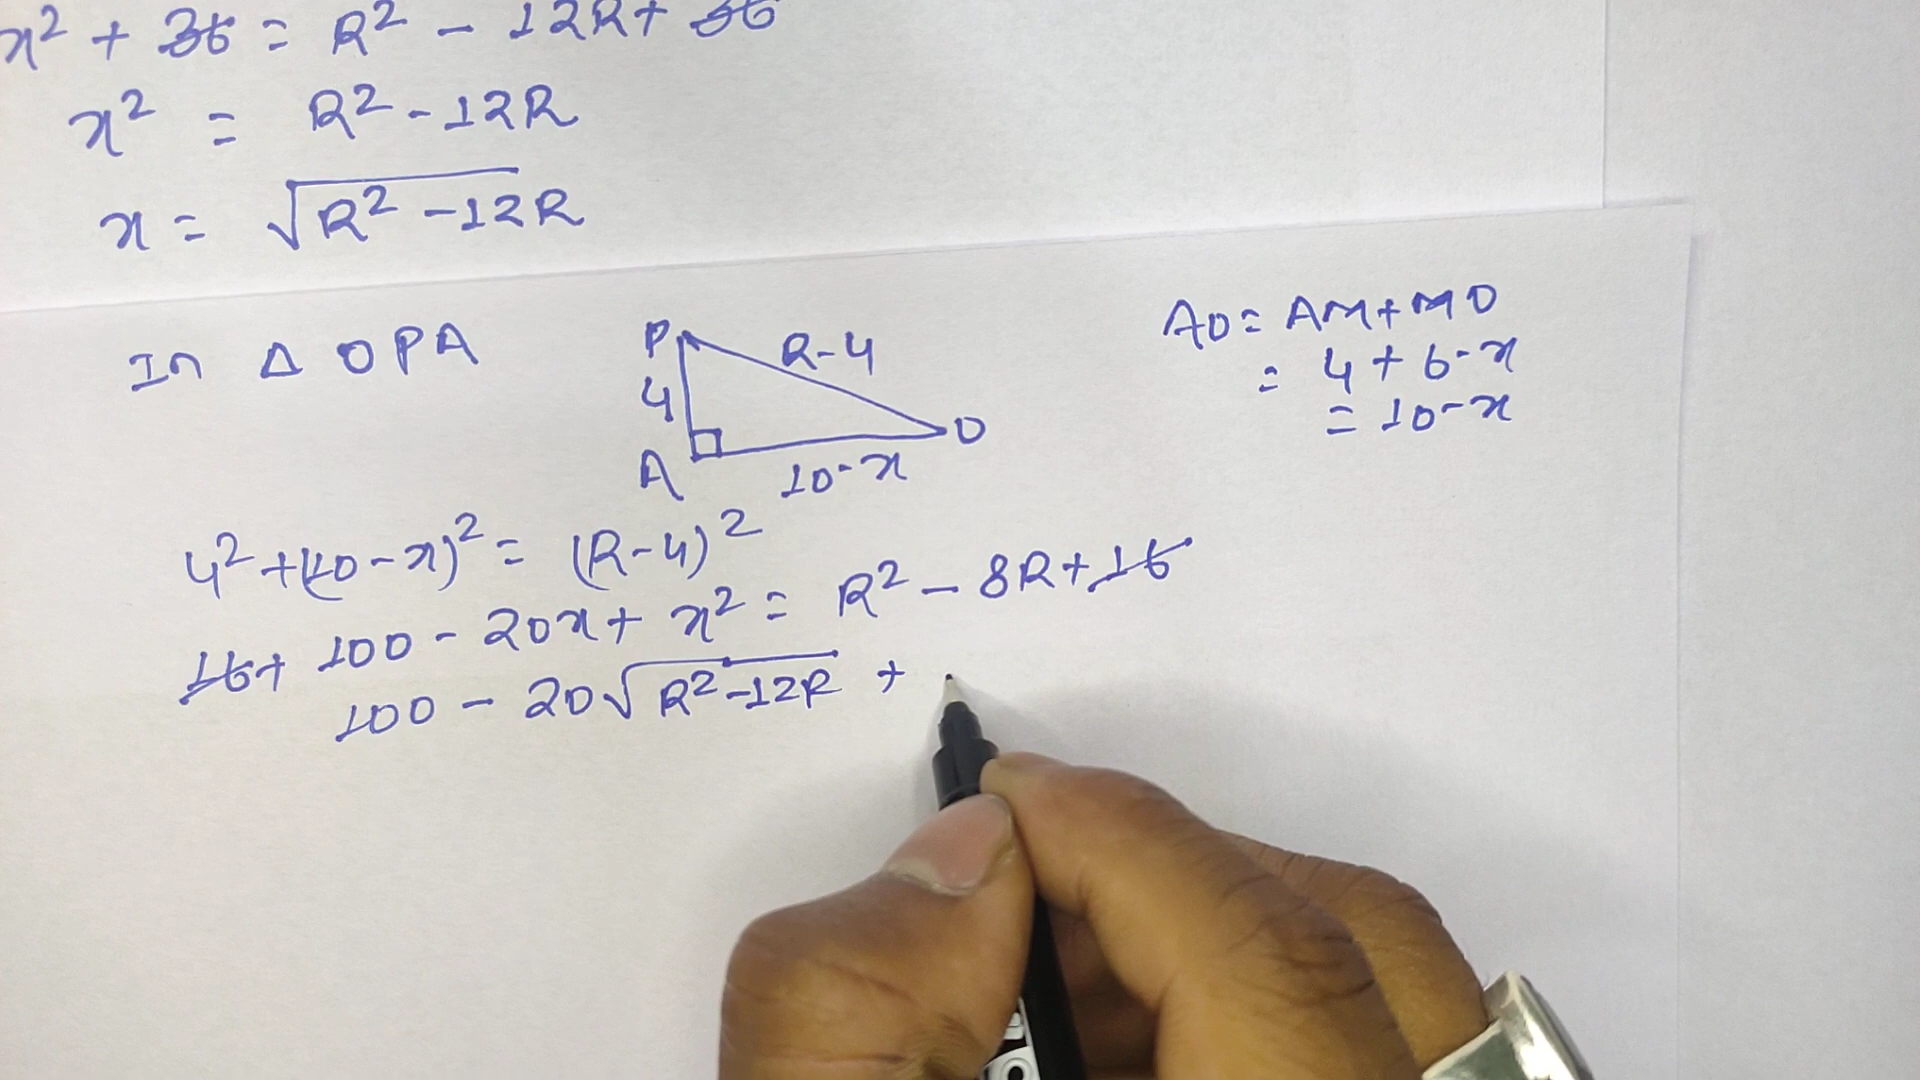 x² + 36 = R² - 12R + 36
x² = R² - 12R
x = √R² - 12R
In Δ OPA
P
R-4
4
A
O
10-x
AO = AM + MO
= 4 + 6-x
= 10-x
4² + (10-x)² = (R-4)²
16 + 100 - 20x + x² = R² - 8R + 16
100 - 20√R²-12R +